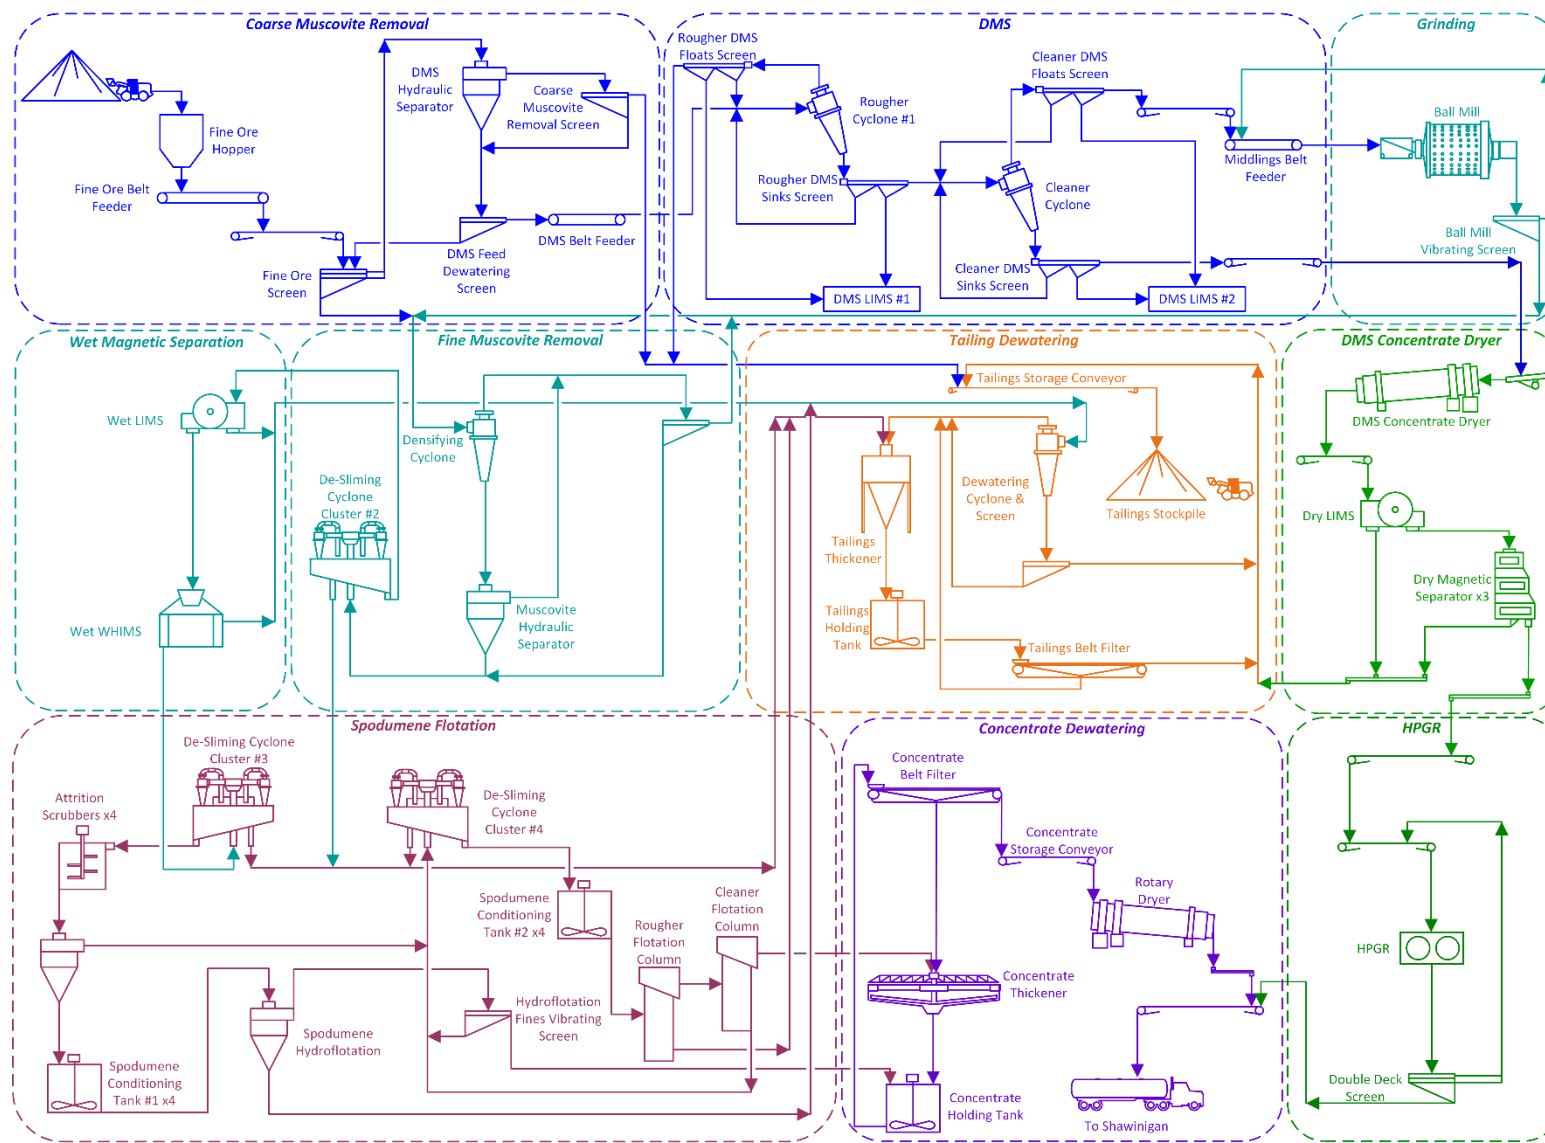 Coarse Muscovite Removal
DMS
Hydraulic
Separator
Coarse
Muscovite
Removal Screen
Fine Ore
Hopper
Fine Ore Belt
Feeder
DMS Belt Feeder
Fine Ore
Screen
DMS Feed
Dewatering
Screen
DMS
Rougher DMS
Floats Screen
Rougher
Cyclone #1
Cleaner DMS
Floats Screen
Rougher DMS
Sinks Screen
Cleaner
Cyclone
Middlings Belt
Feeder
Cleaner DMS
Sinks Screen
DMS LIMS #1
DMS LIMS #2
Grinding
Ball Mill
Ball Mill
Vibrating Screen
Wet Magnetic Separation
Wet LIMS
Wet WHIMS
Fine Muscovite Removal
Densifying
Cyclone
De-Sliming
Cyclone
Cluster #2
Muscovite
Hydraulic
Separator
Tailing Dewatering
Tailings Storage Conveyor
Dewatering
Cyclone &
Screen
Tailings Stockpile
Tailings
Thickener
Tailings
Holding
Tank
Tailings Belt Filter
DMS Concentrate Dryer
DMS Concentrate Dryer
Dry LIMS
Dry Magnetic
Separator x3
Spodumene Flotation
De-Sliming Cyclone
Cluster #3
Attrition
Scrubbers x4
De-Sliming
Cyclone
Cluster #4
Spodumene
Conditioning
Tank #2 x4
Rougher
Flotation
Column
Cleaner
Flotation
Column
Hydroflotation
Fines Vibrating
Screen
Spodumene
Hydroflotation
Spodumene
Conditioning
Tank #1 x4
Concentrate Dewatering
Concentrate
Belt Filter
Concentrate
Storage Conveyor
Rotary
Dryer
Concentrate
Thickener
Concentrate
Holding Tank
To Shawinigan
HPGR
HPGR
Double Deck
Screen